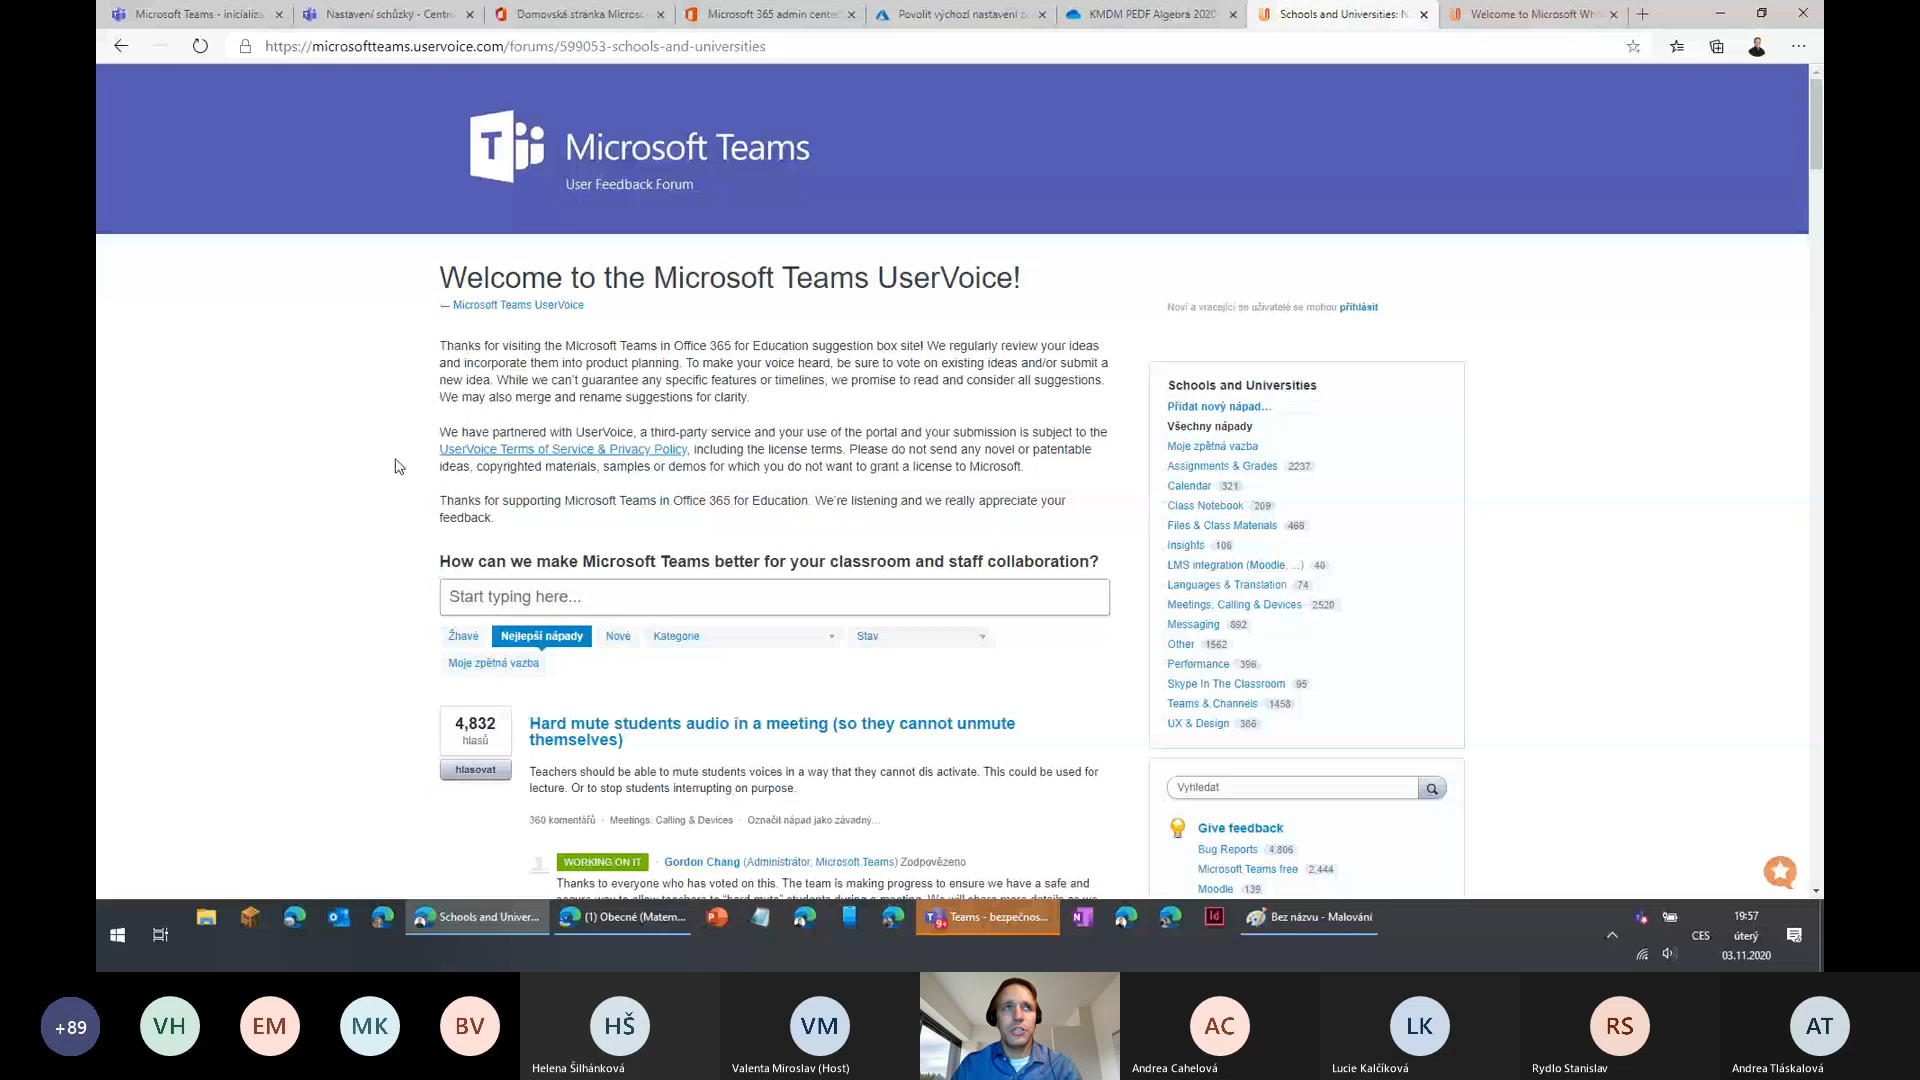 Microsoft Teams - inicializa
Nastavení schůzky - Centru
Domovská stránka Microso
Microsoft 365 admin center
Povolit výchozí nastavení z
KMDM PEDF Algebra 2020
Schools and Universities: N
Welcome to Microsoft Wh
https://microsoftteams.uservoice.com/forums/599053-schools-and-universities
Microsoft Teams
User Feedback Forum
Welcome to the Microsoft Teams UserVoice!
← Microsoft Teams UserVoice
Noví a vracející se uživatelé se mohou přihlásit
Thanks for visiting the Microsoft Teams in Office 365 for Education suggestion box site! We regularly review your ideas
and incorporate them into product planning. To make your voice heard, be sure to vote on existing ideas and/or submit a
new idea. While we can't guarantee any specific features or timelines, we promise to read and consider all suggestions.
We may also merge and rename suggestions for clarity.
We have partnered with UserVoice, a third-party service and your use of the portal and your submission is subject to the
UserVoice Terms of Service & Privacy Policy, including the license terms. Please do not send any novel or patentable
ideas, copyrighted materials, samples or demos for which you do not want to grant a license to Microsoft.
Thanks for supporting Microsoft Teams in Office 365 for Education. We're listening and we really appreciate your
feedback.
How can we make Microsoft Teams better for your classroom and staff collaboration?
Start typing here...
Žhavé Nejlepší nápady Nové Kategorie Stav
Moje zpětná vazba
4,832
hlasů
hlasovat
Hard mute students audio in a meeting (so they cannot unmute
themselves)
Teachers should be able to mute students voices in a way that they cannot dis activate. This could be used for
lecture. Or to stop students interrupting on purpose.
360 komentářů · Meetings, Calling & Devices · Označit nápad jako závadný…
WORKING ON IT · Gordon Chang (Administrátor, Microsoft Teams) Zodpovězeno
Thanks to everyone who has voted on this. The team is making progress to ensure we have a safe and
Schools and Universities
Přidat nový nápad…
Všechny nápady
Moje zpětná vazba
Assignments & Grades 2237
Calendar 321
Class Notebook 209
Files & Class Materials 466
Insights 106
LMS integration (Moodle, ...) 40
Languages & Translation 74
Meetings, Calling & Devices 2520
Messaging 892
Other 1562
Performance 396
Skype In The Classroom 95
Teams & Channels 1458
UX & Design 386
Vyhledat
Give feedback
Bug Reports 4,806
Microsoft Teams free 2,444
Moodle 139
Schools and Univer...
(1) Obecné (Matem...
9+
Teams - bezpečnos...
Bez názvu - Malování
CES
19:57
úterý
03.11.2020
+89
VH
EM
MK
BV
HŠ
Helena Šilhánková
VM
Valenta Miroslav (Host)
AC
Andrea Cahelová
LK
Lucie Kalčíková
RS
Rydlo Stanislav
AT
Andrea Tláskalová